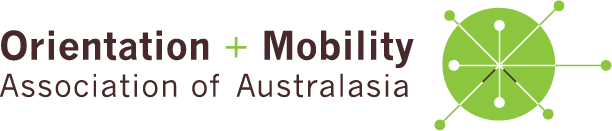 Orientation + Mobility
Association of Australasia